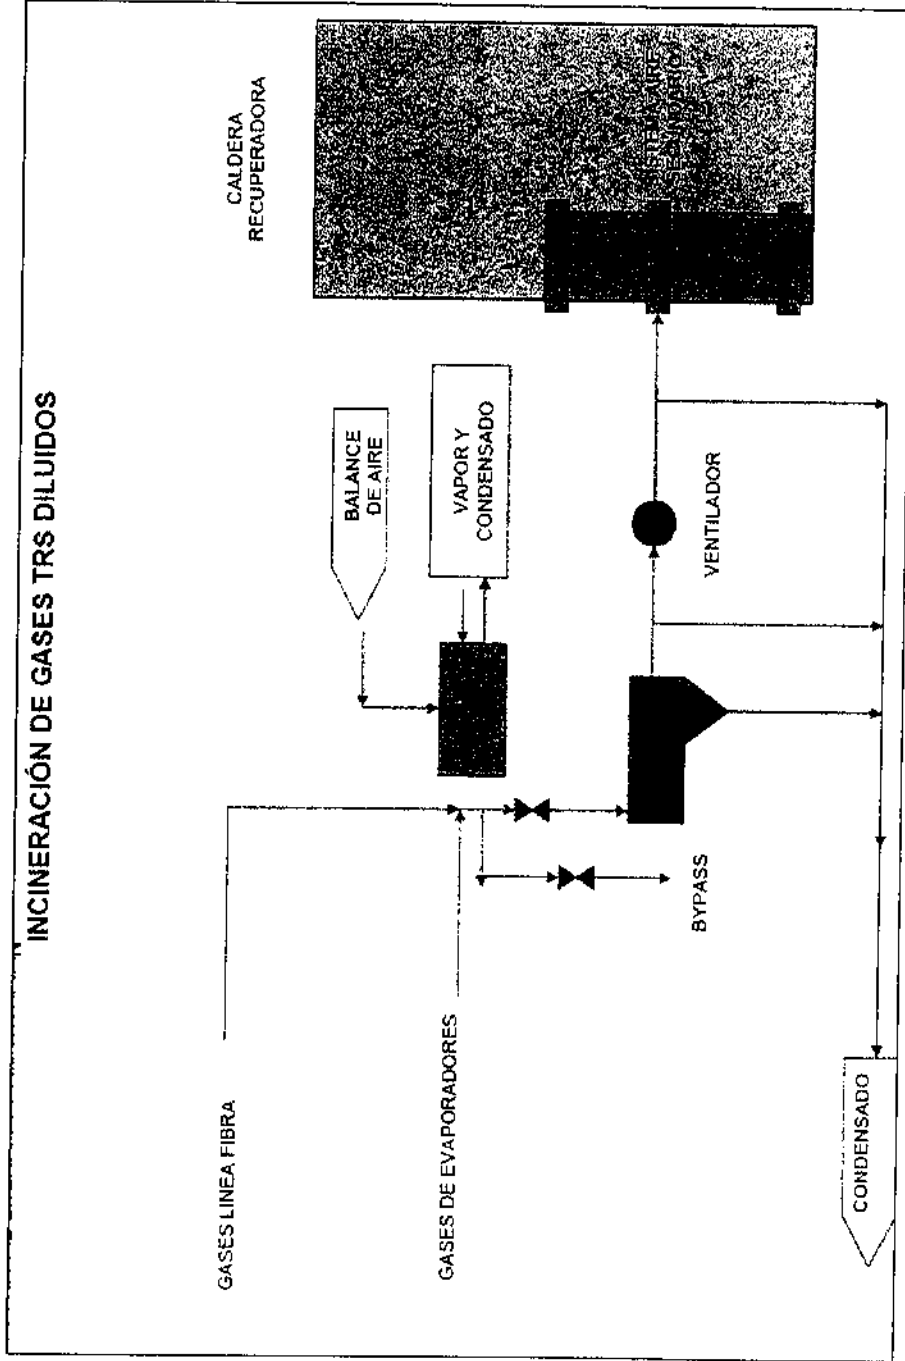 INCINERACIÓN DE GASES TRS DILUIDOS
CALDERA
RECUPERADORA
BALANCE
DE AIRE
VAPOR Y
CONDENSADO
GASES LINEA FIBRA
GASES DE EVAPORADORES
BYPASS
VENTILADOR
AIRE
CONDENSADO